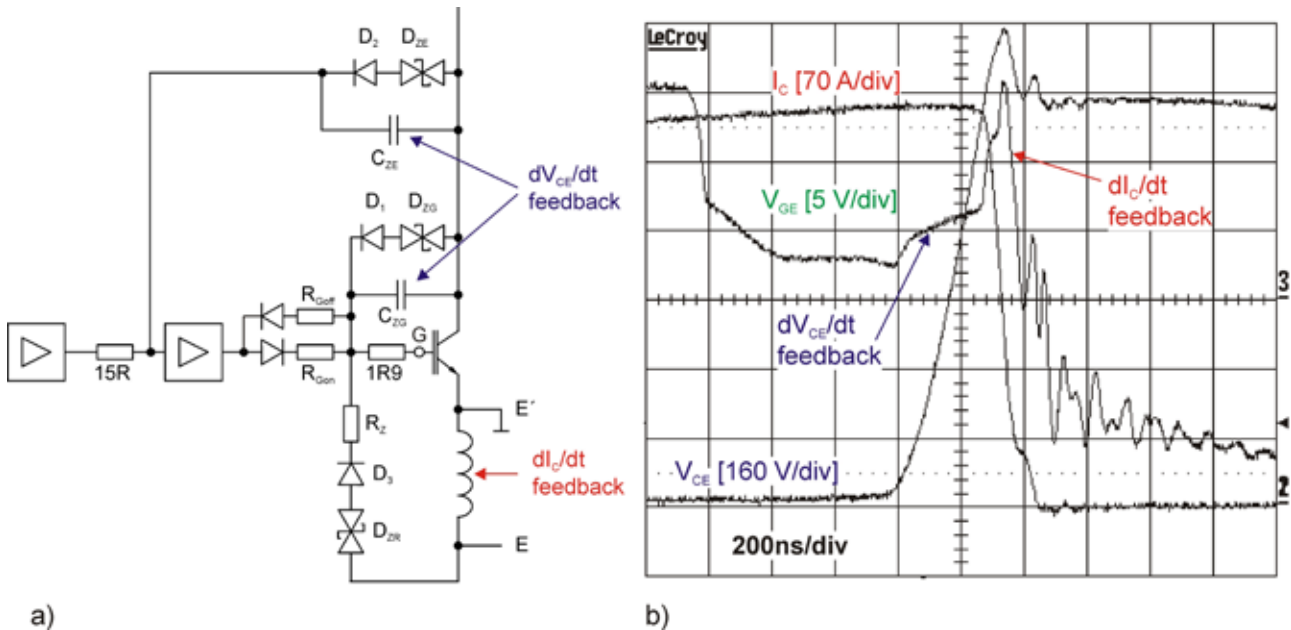 D2 DZE
CZE
dVCE/dt
feedback
D1 DZG
RGoff
CZG
G
15R
RGon
1R9
RZ
E´
D3
dIC/dt
feedback
DZR
E
a)
LeCroy
IC [70 A/div]
VGE [5 V/div]
dIC/dt
feedback
3
dVCE/dt
feedback
VCE [160 V/div]
2
200ns/div
b)